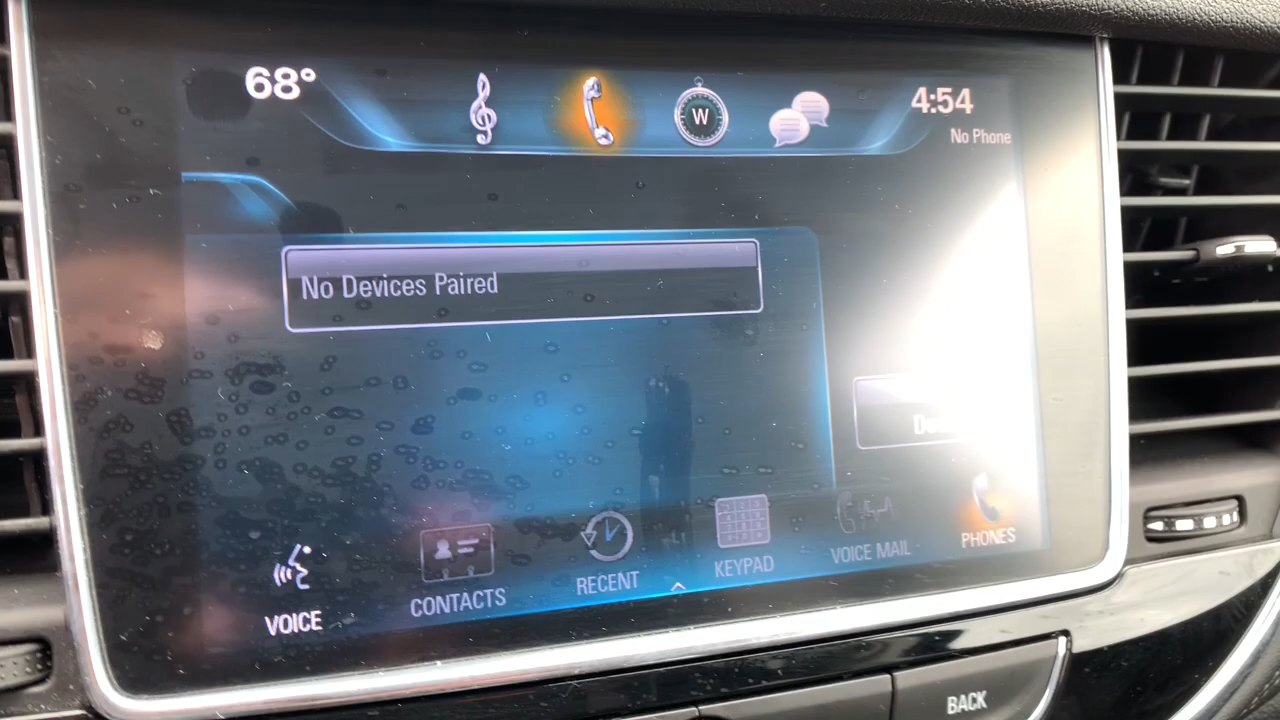 68°
W
4:54
No Phone
No Devices Paired
VOICE
CONTACTS
RECENT
KEYPAD
VOICE MAIL
PHONES
BACK